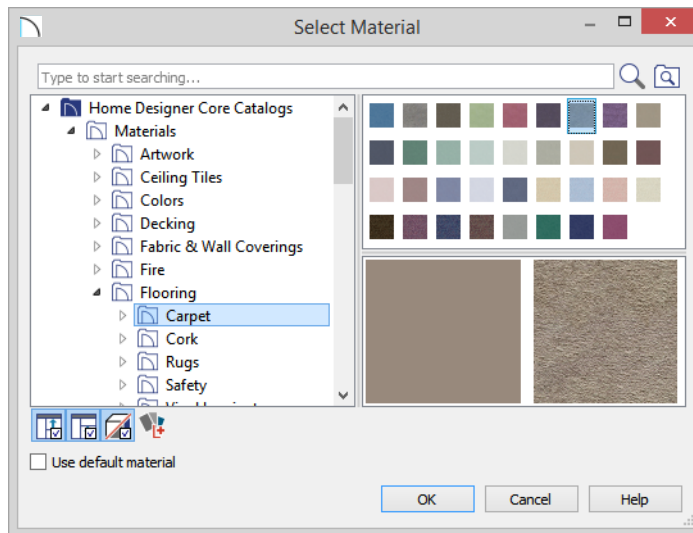 Select Material
Type to start searching...
Home Designer Core Catalogs
Materials
Artwork
Ceiling Tiles
Colors
Decking
Fabric & Wall Coverings
Fire
Flooring
Carpet
Cork
Rugs
Safety
Use default material
OK
Cancel
Help